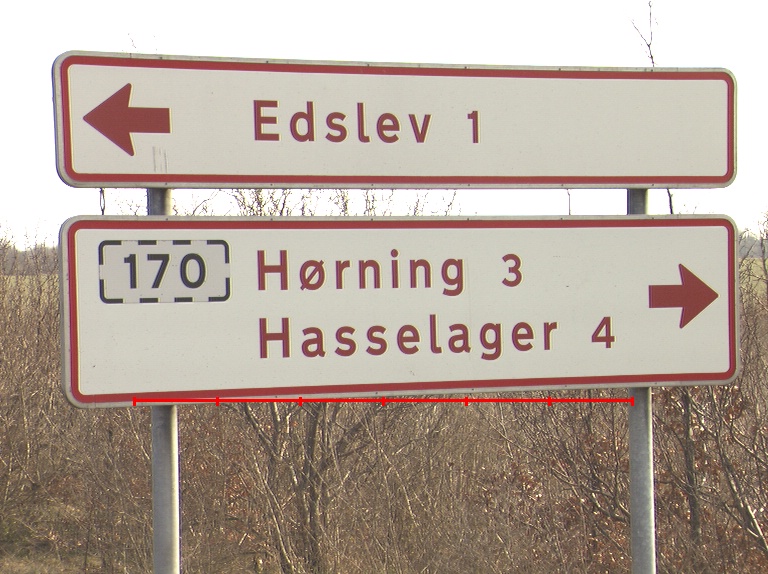 Edslev 1
170 Hørning 3
Hasselager 4